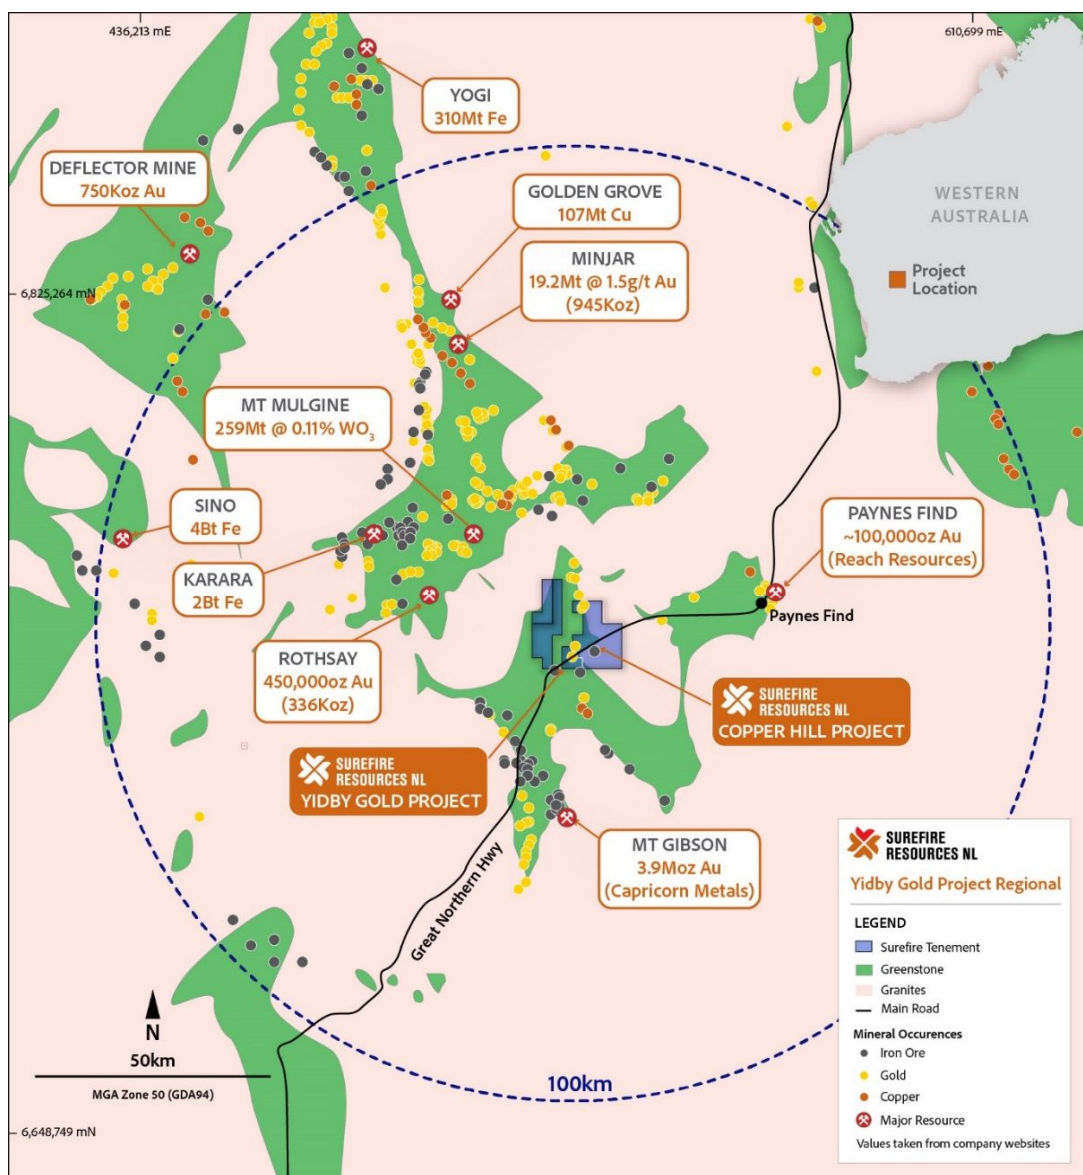 436,213 mE
610,699 mE
YOGI
310Mt Fe
DEFLECTOR MINE
750Koz Au
GOLDEN GROVE
107Mt Cu
WESTERN
AUSTRALIA
MINJAR
19.2Mt @ 1.5g/t Au
(945Koz)
Project
Location
6,825,264 mN
MT MULGINE
259Mt @ 0.11% WO₃
SINO
4Bt Fe
PAYNES FIND
~100,000oz Au
(Reach Resources)
KARARA
2Bt Fe
Paynes Find
ROTHSAY
450,000oz Au
(336Koz)
SUREFIRE
RESOURCES NL
COPPER HILL PROJECT
SUREFIRE
RESOURCES NL
YIDBY GOLD PROJECT
MT GIBSON
3.9Moz Au
(Capricorn Metals)
Great Northern Hwy
N
50km
MGA Zone 50 (GDA94)
100km
6,648,749 mN
SUREFIRE
RESOURCES NL
Yidby Gold Project Regional
LEGEND
Surefire Tenement
Greenstone
Granites
Main Road
Mineral Occurences
Iron Ore
Gold
Copper
Major Resource
Values taken from company websites